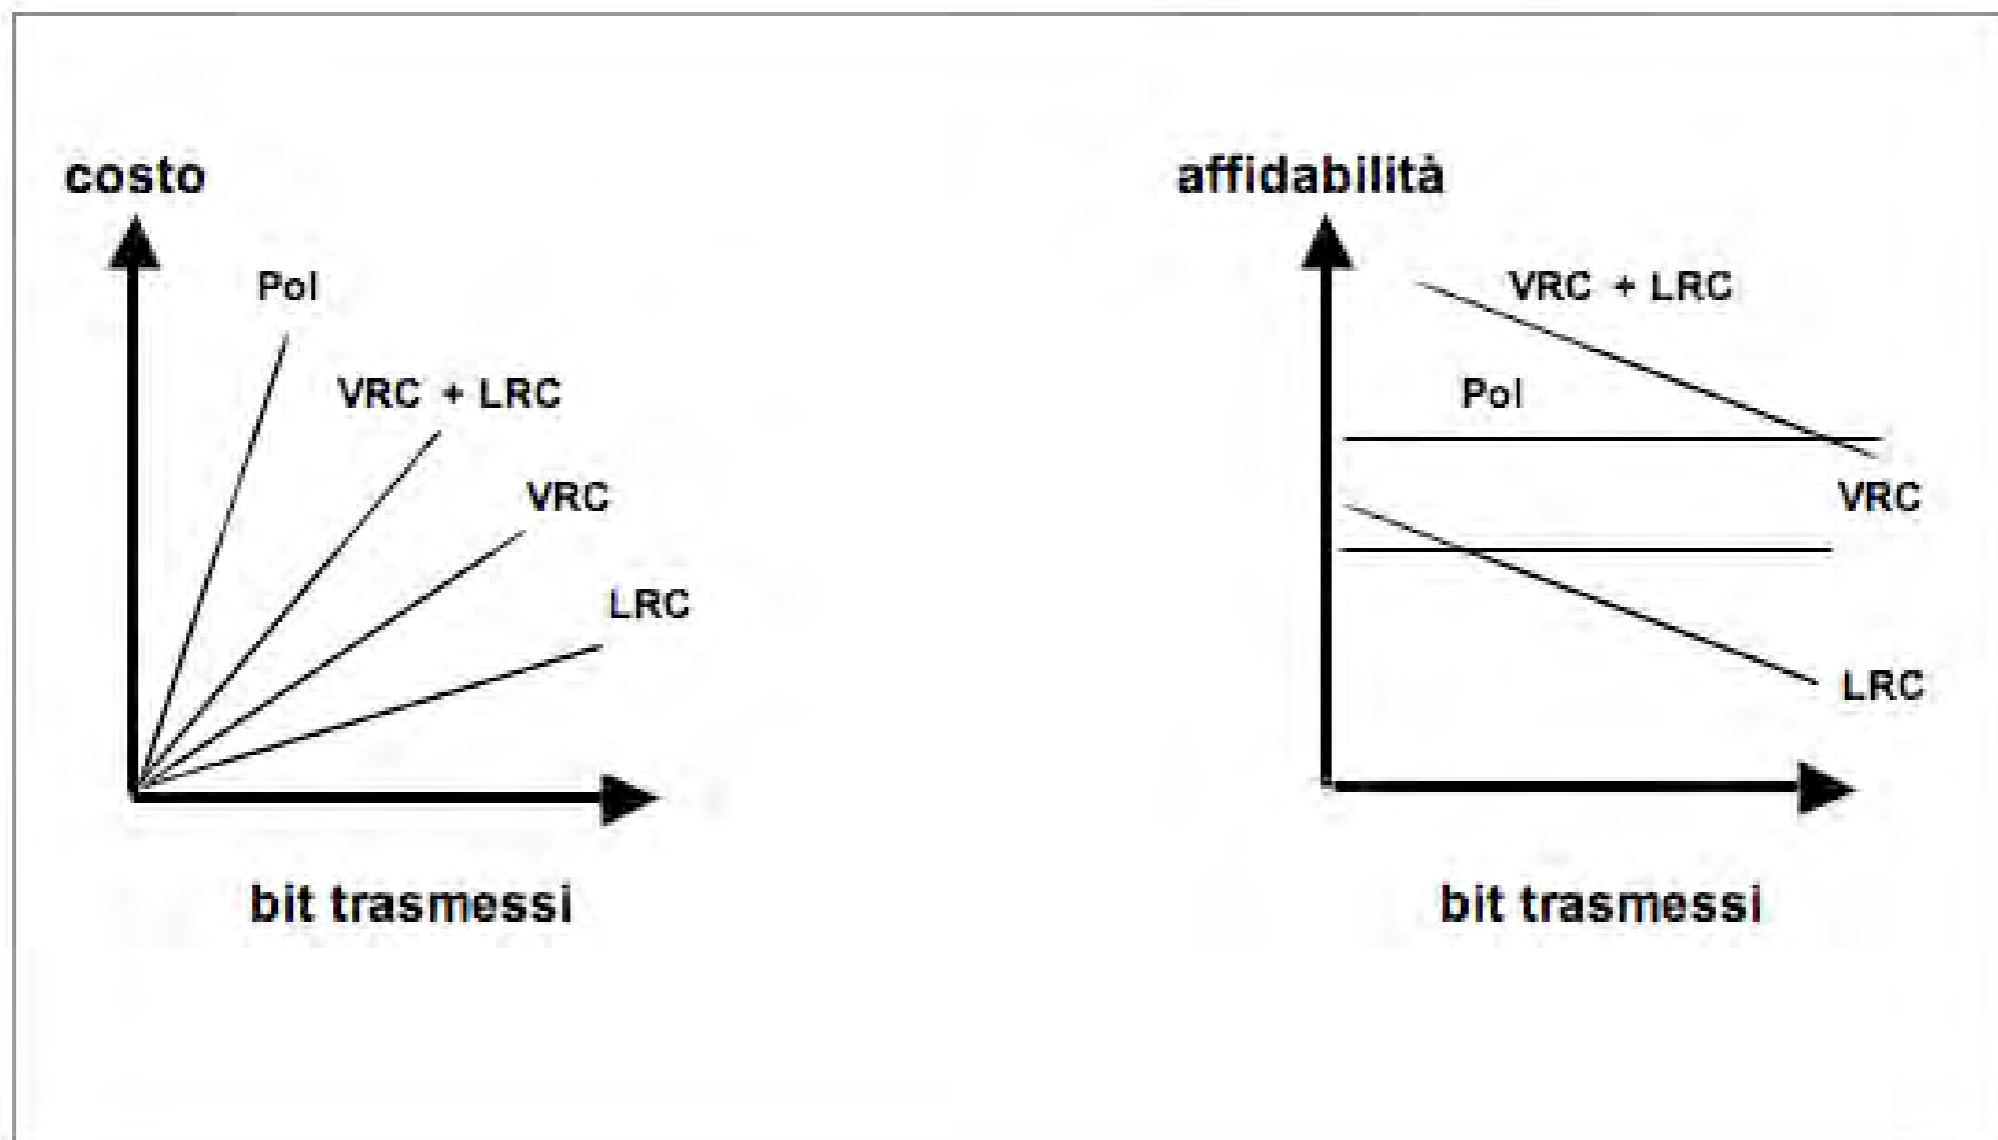 costo
Pol
VRC + LRC
VRC
LRC
bit trasmessi
affidabilità
VRC + LRC
Pol
VRC
LRC
bit trasmessi